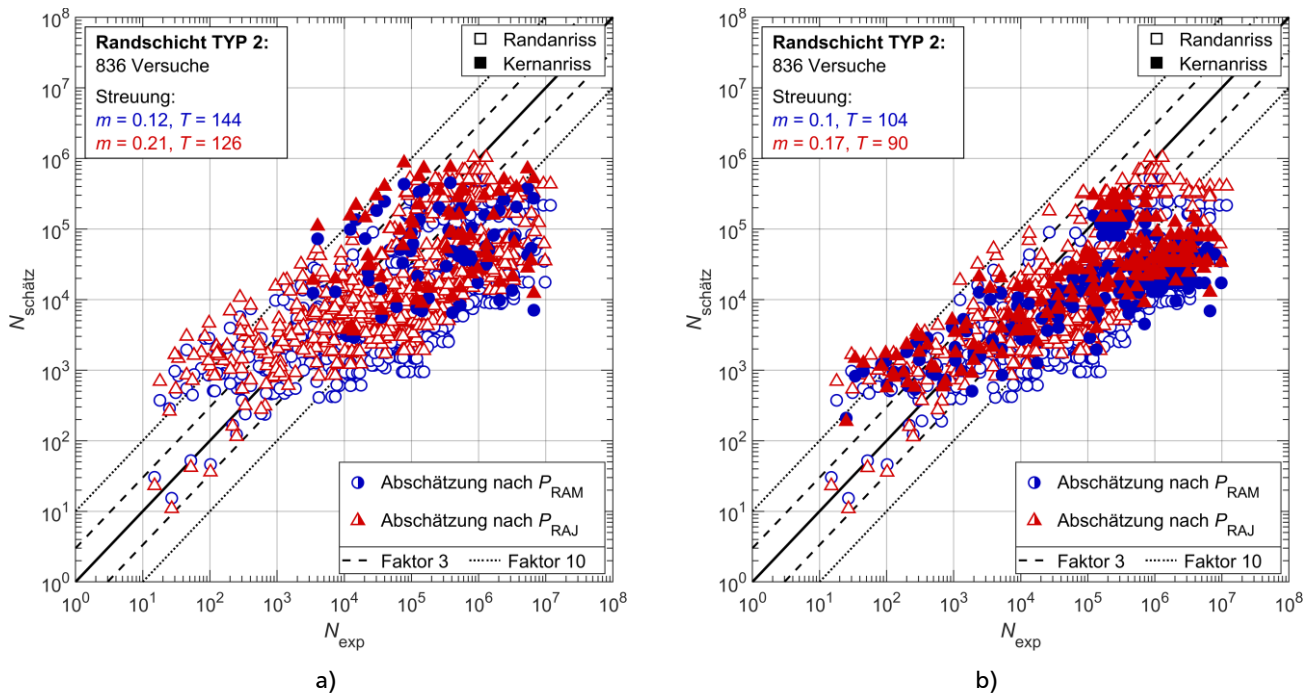 Randschicht TYP 2:
836 Versuche
Streuung:
m = 0.12, T = 144
m = 0.21, T = 126
Randanriss
Kernanriss
10^8
10^7
10^6
10^5
10^4
10^3
10^2
10^1
10^0
N_schätz
Abschätzung nach P_RAM
Abschätzung nach P_RAJ
Faktor 3 Faktor 10
10^0 10^1 10^2 10^3 10^4 10^5 10^6 10^7 10^8
N_exp
a)
Randschicht TYP 2:
836 Versuche
Streuung:
m = 0.1, T = 104
m = 0.17, T = 90
Randanriss
Kernanriss
10^8
10^7
10^6
10^5
10^4
10^3
10^2
10^1
10^0
N_schätz
Abschätzung nach P_RAM
Abschätzung nach P_RAJ
Faktor 3 Faktor 10
10^0 10^1 10^2 10^3 10^4 10^5 10^6 10^7 10^8
N_exp
b)